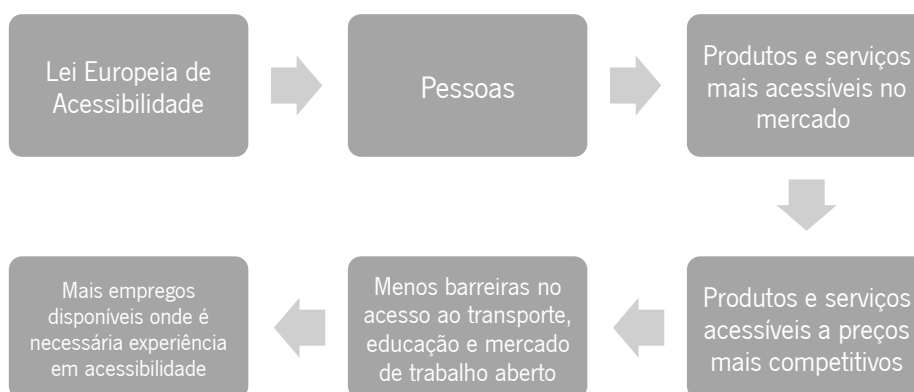 Lei Europeia de
Acessibilidade
Pessoas
Produtos e serviços
mais acessíveis no
mercado
Produtos e serviços
acessíveis a preços
mais competitivos
Menos barreiras no
acesso ao transporte,
educação e mercado
de trabalho aberto
Mais empregos
disponíveis onde é
necessária experiência
em acessibilidade